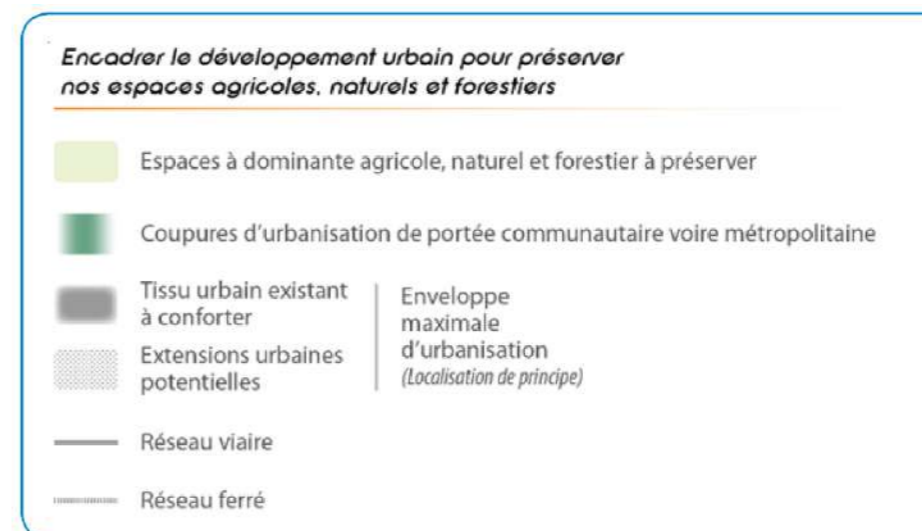 Encadrer le développement urbain pour préserver
nos espaces agricoles, naturels et forestiers
Espaces à dominante agricole, naturel et forestier à préserver
Coupures d'urbanisation de portée communautaire voire métropolitaine
Tissu urbain existant
à conforter
Extensions urbaines
potentielles
Enveloppe
maximale
d'urbanisation
(Localisation de principe)
Réseau viaire
Réseau ferré